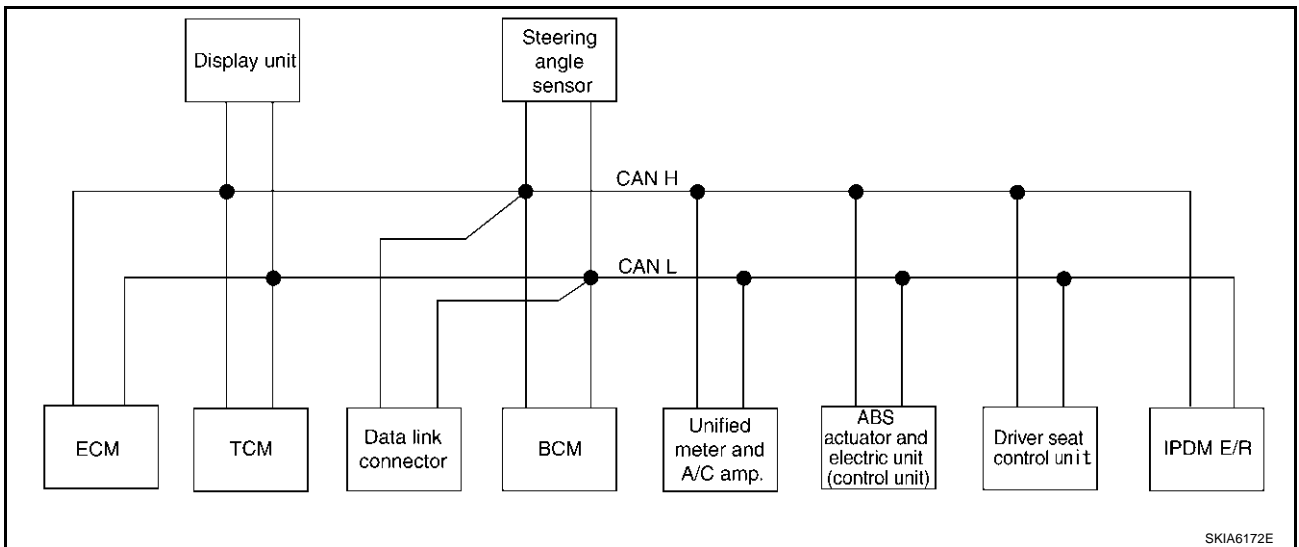 Display unit
Steering
angle
sensor
CAN H
CAN L
ECM
TCM
Data link
connector
BCM
Unified
meter and
A/C amp.
ABS
actuator and
electric unit
(control unit)
Driver seat
control unit
IPDM E/R
SKIA6172E